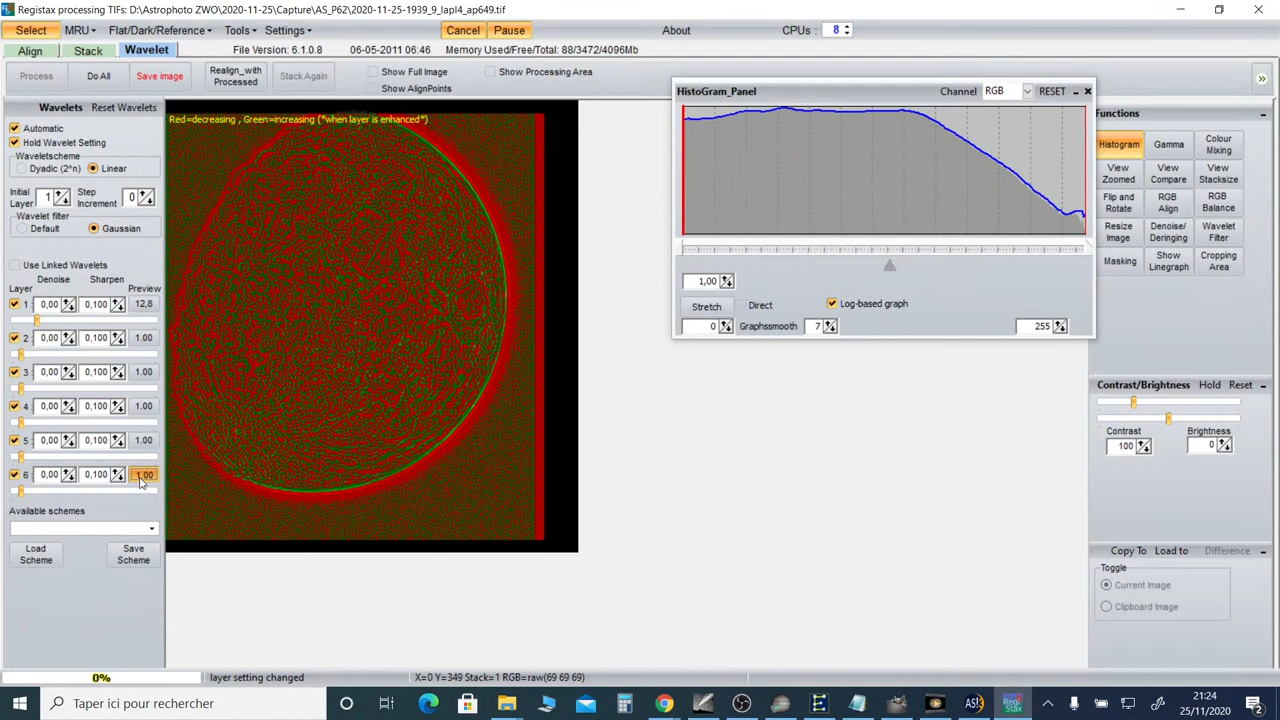 Registax processing TIFs: D:\Astrophoto ZWO\2020-11-25\Capture\AS_P62\2020-11-25-1939_9_lapl4_ap649.tif
Select MRU Flat/Dark/Reference Tools Settings Cancel Pause About CPUs: 8
Align Stack Wavelet File Version: 6.1.0.8 06-05-2011 06:46 Memory Used/Free/Total: 88/3472/4096Mb
Process Do All Save image Realign_with Processed Stack Again Show Full Image Show Processing Area
Show AlignPoints
Wavelets Reset Wavelets
Automatic
Hold Wavelet Setting
Waveletscheme
Dyadic (2^n) Linear
Initial Layer 1 Step Increment 0
Wavelet filter
Default Gaussian
Use Linked Wavelets
Denoise Sharpen
Layer Preview
1 : 0,00 0,100 12,8
2 : 0,00 0,100 1.00
3 : 0,00 0,100 1.00
4 : 0,00 0,100 1.00
5 : 0,00 0,100 1.00
6 : 0,00 0,100 1.00
Available schemes
Load Scheme Save Scheme
Red=decreasing , Green=increasing (*when layer is enhanced*)
HistoGram_Panel Channel RGB RESET
1,00
Stretch Direct Log-based graph
0 Graphssmooth 7 255
Functions
Histogram Gamma Colour Mixing
View Zoomed View Compare View Stacksize
Flip and Rotate RGB Align RGB Balance
Resize Image Denoise/ Deringing Wavelet Filter
Masking Show Linegraph Cropping Area
Contrast/Brightness Hold Reset
Contrast Brightness
100 0
Copy To Load to Difference
Toggle
Current Image
Clipboard Image
0% layer setting changed X=0 Y=349 Stack=1 RGB=raw(69 69 69)
Taper ici pour rechercher
AS!
Regi Stax
21:24
25/11/2020